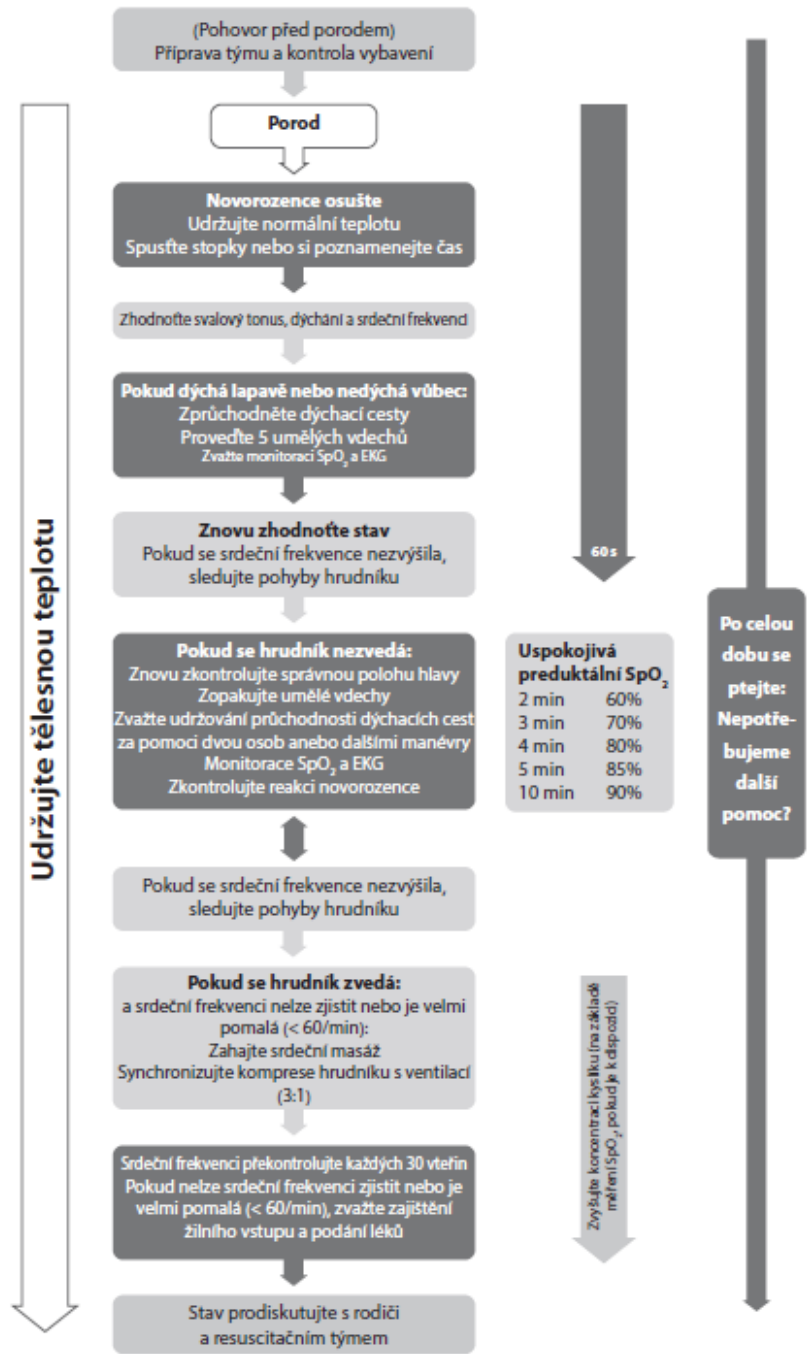 (Pohovor před porodem)
Příprava týmu a kontrola vybavení
Porod
Novorozence osušte
Udržujte normální teplotu
Spusťte stopky nebo si poznamenejte čas
Zhodnoťte svalový tonus, dýchání a srdeční frekvenci
Pokud dýchá lapavě nebo nedýchá vůbec:
Zprůchodněte dýchací cesty
Proveďte 5 umělých vdechů
Zvažte monitoraci SpO₂ a EKG
Znovu zhodnoťte stav
Pokud se srdeční frekvence nezvýšila,
sledujte pohyby hrudníku
60 s
Pokud se hrudník nezvedá:
Znovu zkontrolujte správnou polohu hlavy
Zopakujte umělé vdechy
Zvažte udržování průchodnosti dýchacích cest
za pomoci dvou osob anebo dalšími manévry
Monitorace SpO₂ a EKG
Zkontrolujte reakci novorozence
Uspokojivá
preduktální SpO₂
2 min 60%
3 min 70%
4 min 80%
5 min 85%
10 min 90%
Po celou
dobu se
ptejte:
Nepotře-
bujeme
další
pomoc?
Udržujte tělesnou teplotu
Pokud se srdeční frekvence nezvýšila,
sledujte pohyby hrudníku
Pokud se hrudník zvedá:
a srdeční frekvenci nelze zjistit nebo je velmi
pomalá (< 60/min):
Zahajte srdeční masáž
Synchronizujte komprese hrudníku s ventilací
(3:1)
Zvyšujte koncentraci kyslíku (na základě
měření SpO₂, pokud je k dispozici)
Srdeční frekvenci překontrolujte každých 30 vteřin
Pokud nelze srdeční frekvenci zjistit nebo je
velmi pomalá (< 60/min), zvažte zajištění
žilního vstupu a podání léků
Stav prodiskutujte s rodiči
a resuscitačním týmem